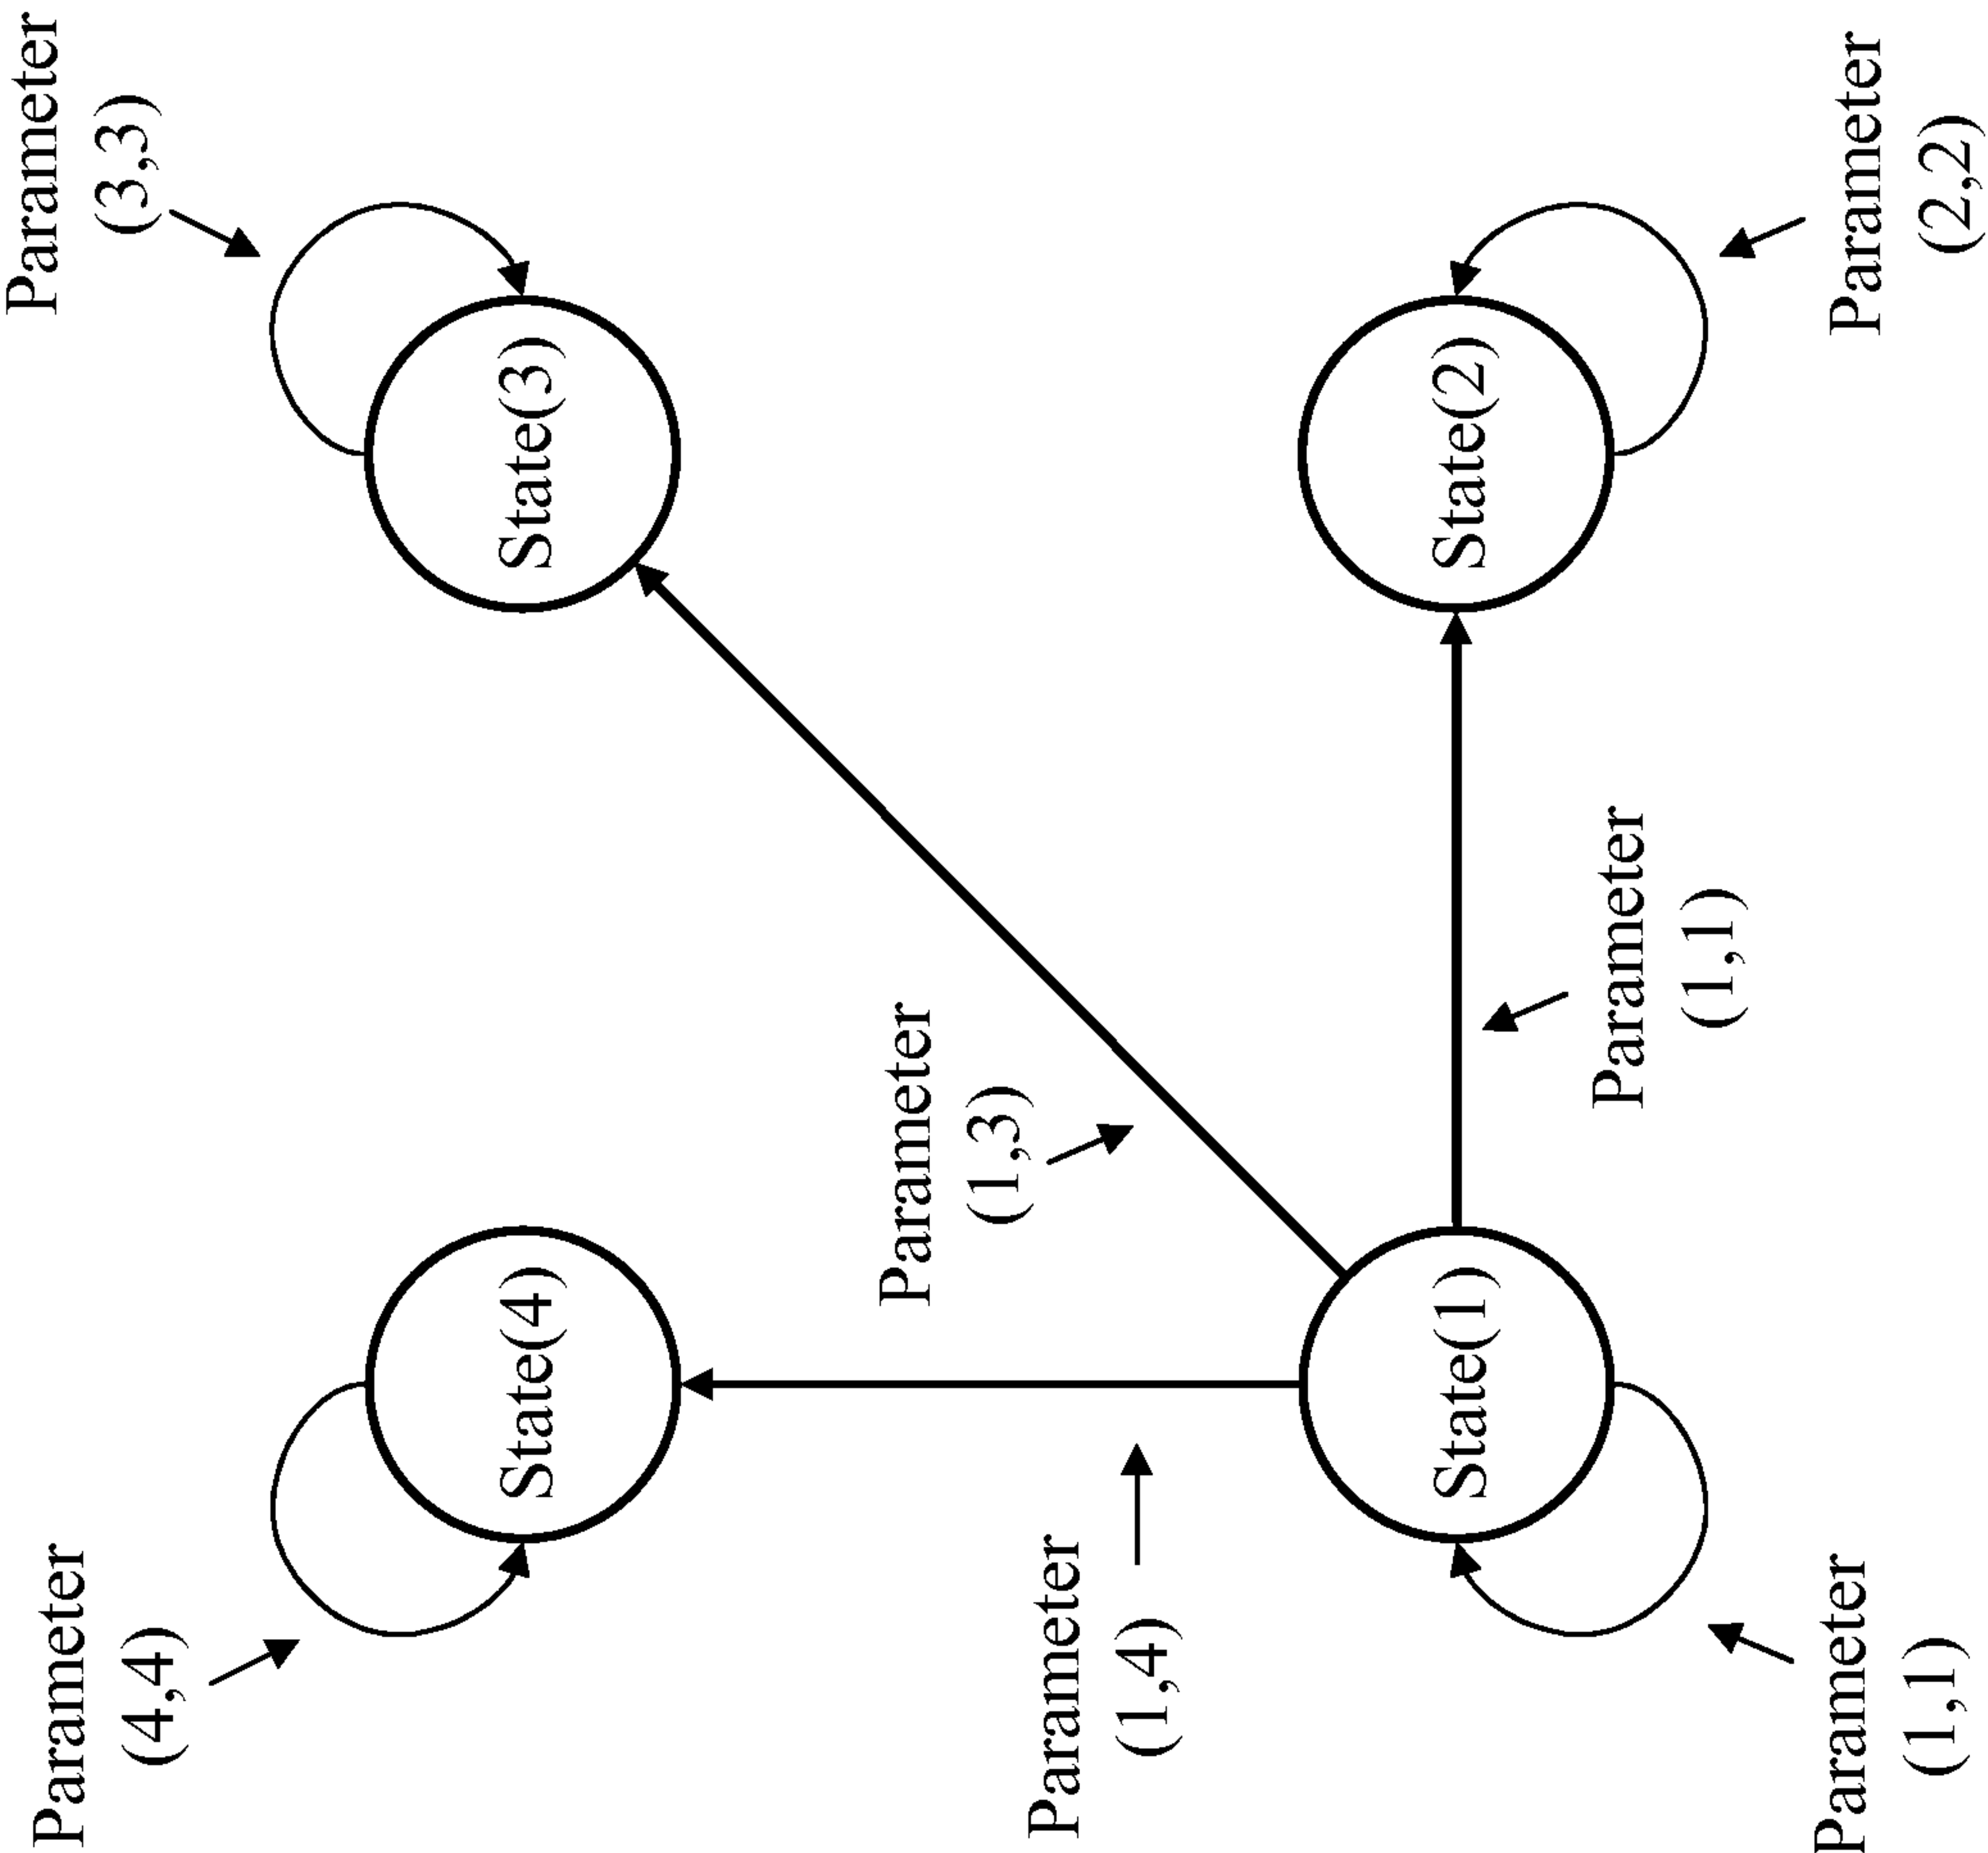 Parameter
(4,4)
Parameter
(3,3)
State(4)
State(3)
Parameter
(1,3)
Parameter
(1,4)
State(1)
State(2)
Parameter
(1,1)
Parameter
(1,1)
Parameter
(2,2)